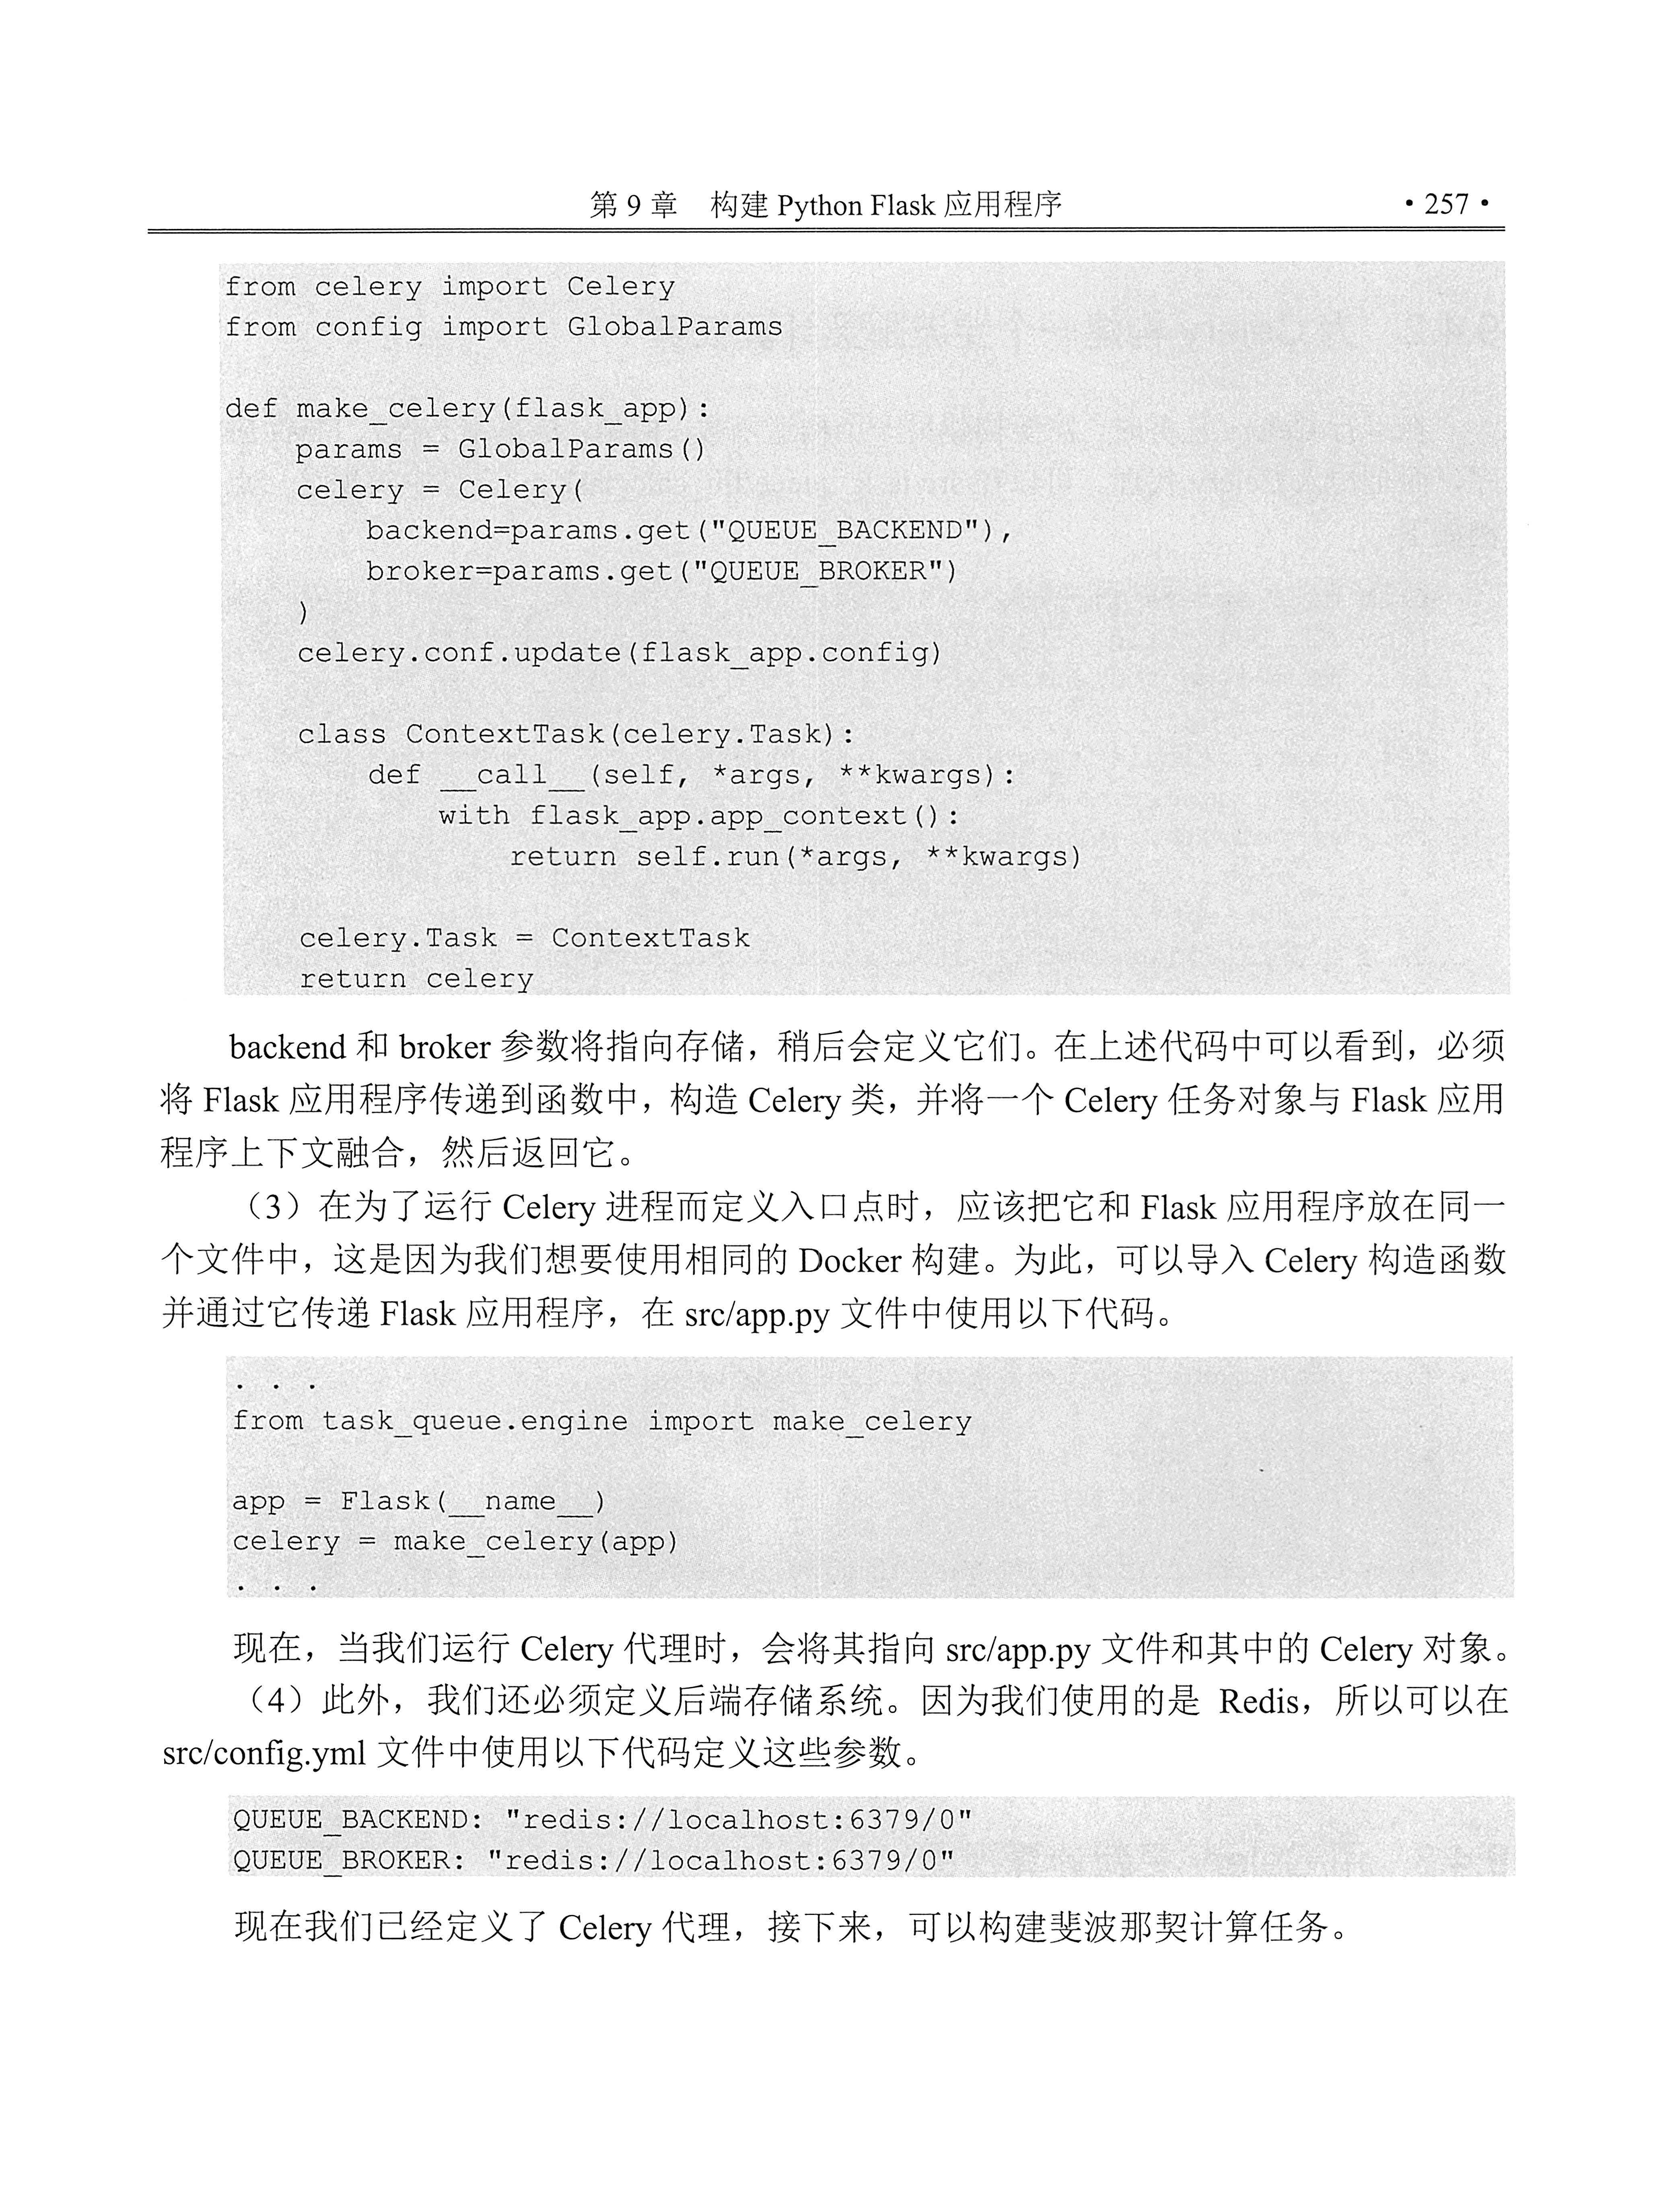 第 9 章 构建 Python Flask 应用程序 • 257 •
from celery import Celery
from config import GlobalParams
def make_celery(flask_app):
    params = GlobalParams()
    celery = Celery(
        backend=params.get("QUEUE_BACKEND"),
        broker=params.get("QUEUE_BROKER")
    )
    celery.conf.update(flask_app.config)
    class ContextTask(celery.Task):
        def __call__(self, *args, **kwargs):
            with flask_app.app_context():
                return self.run(*args, **kwargs)
    celery.Task = ContextTask
    return celery
backend 和 broker 参数将指向存储，稍后会定义它们。在上述代码中可以看到，必须
将 Flask 应用程序传递到函数中，构造 Celery 类，并将一个 Celery 任务对象与 Flask 应用
程序上下文融合，然后返回它。
（3）在为了运行 Celery 进程而定义入口点时，应该把它和 Flask 应用程序放在同一
个文件中，这是因为我们想要使用相同的 Docker 构建。为此，可以导入 Celery 构造函数
并通过它传递 Flask 应用程序，在 src/app.py 文件中使用以下代码。
. . .
from task_queue.engine import make_celery
app = Flask(__name__)
celery = make_celery(app)
. . .
现在，当我们运行 Celery 代理时，会将其指向 src/app.py 文件和其中的 Celery 对象。
（4）此外，我们还必须定义后端存储系统。因为我们使用的是 Redis，所以可以在
src/config.yml 文件中使用以下代码定义这些参数。
QUEUE_BACKEND: "redis://localhost:6379/0"
QUEUE_BROKER: "redis://localhost:6379/0"
现在我们已经定义了 Celery 代理，接下来，可以构建斐波那契计算任务。